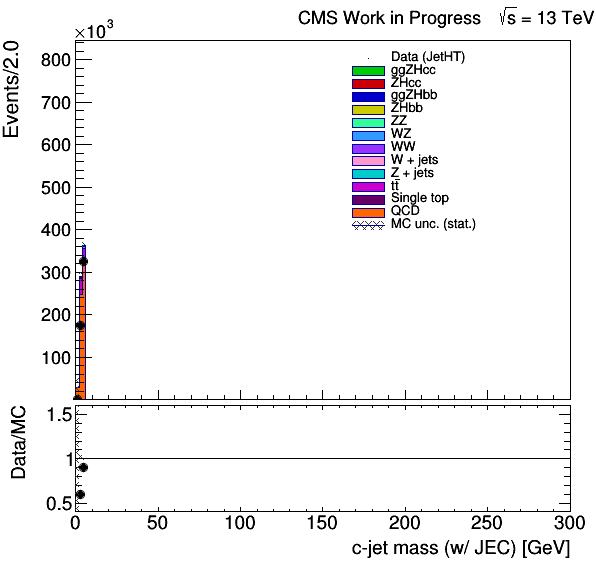 CMS Work in Progress √s = 13 TeV
×10³
Events/2.0
800
700
600
500
400
300
200
100
Data (JetHT)
ggZHcc
ZHcc
ggZHbb
ZHbb
ZZ
WZ
WW
W + jets
Z + jets
tt̄
Single top
QCD
MC unc. (stat.)
Data/MC
1.5
1
0.5
0 50 100 150 200 250 300
c-jet mass (w/ JEC) [GeV]